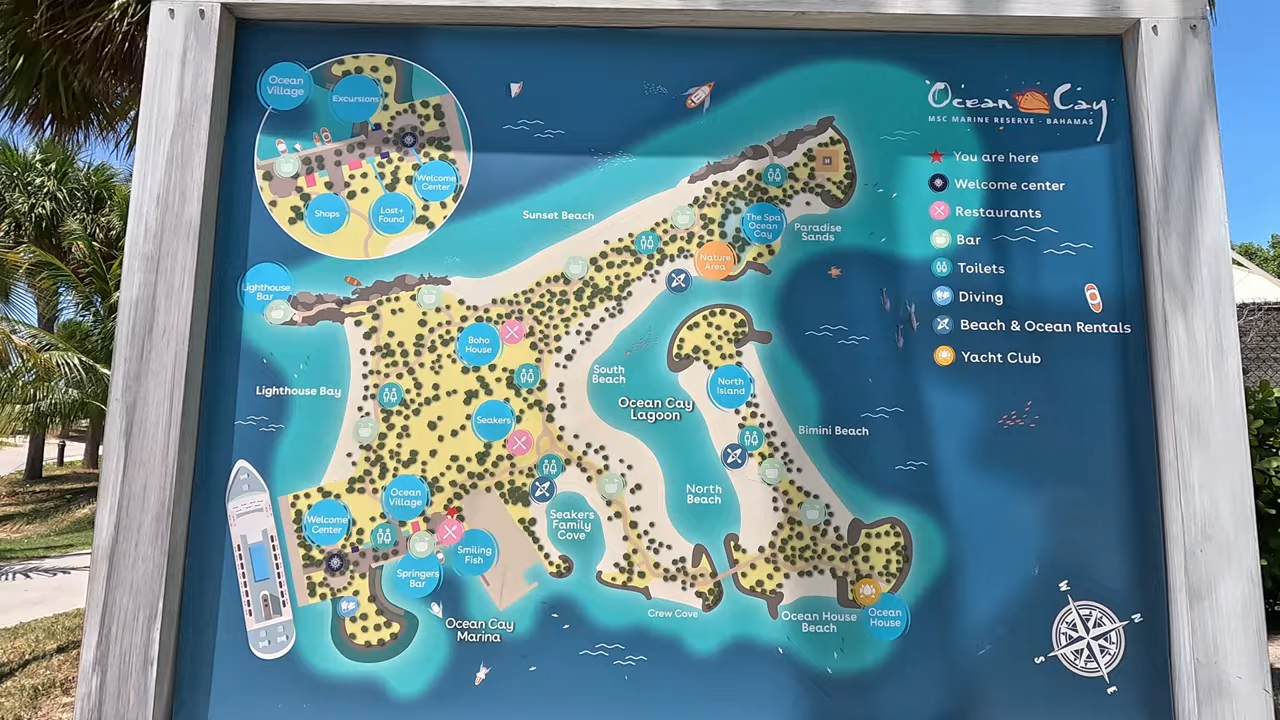 Ocean
Village
Excursions
Welcome
Center
Shops
Lost+
Found
Ocean Cay
MSC MARINE RESERVE - BAHAMAS
You are here
Welcome center
Restaurants
Bar
Toilets
Diving
Beach & Ocean Rentals
Yacht Club
Sunset Beach
H
The Spa
Ocean
Cay
Paradise
Sands
Nature
Area
Lighthouse
Bar
Boho
House
Lighthouse Bay
South
Beach
Ocean Cay
Lagoon
North
Island
Seakers
Bimini Beach
North
Beach
Ocean
Village
Welcome
Center
Seakers
Family
Cove
Smiling
Fish
Springers
Bar
Ocean Cay
Marina
Crew Cove
Ocean House
Beach
Ocean
House
W
N
S
E